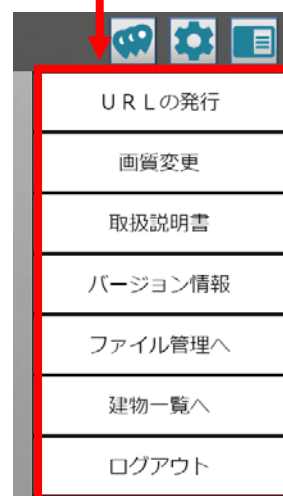 ＵＲＬの発行
画質変更
取扱説明書
バージョン情報
ファイル管理へ
建物一覧へ
ログアウト